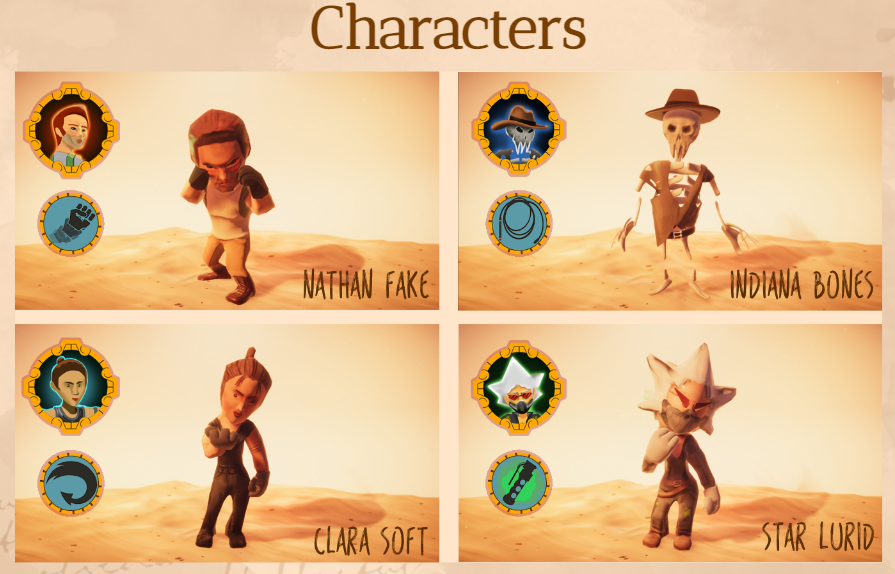 Characters
NATHAN FAKE
INDIANA BONES
CLARA SOFT
STAR LURID